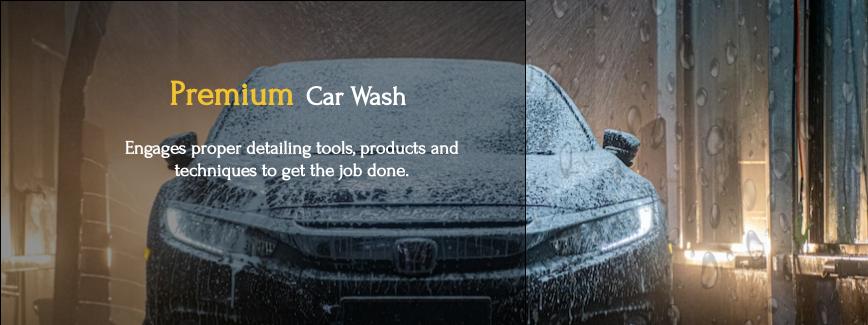 Premium Car Wash
Engages proper detailing tools, products and
techniques to get the job done.